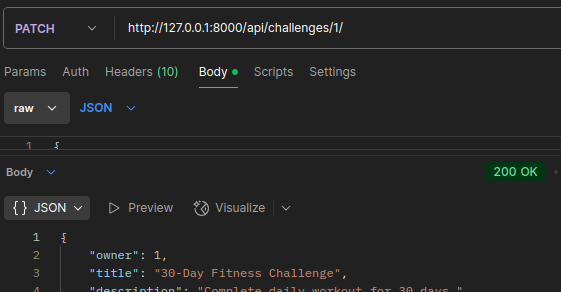 PATCH http://127.0.0.1:8000/api/challenges/1/
Params Auth Headers (10) Body Scripts Settings
raw JSON
1 {
Body 200 OK
{} JSON Preview Visualize
1 {
2 "owner": 1,
3 "title": "30-Day Fitness Challenge",
4 "description": "Complete daily workout for 30 days."